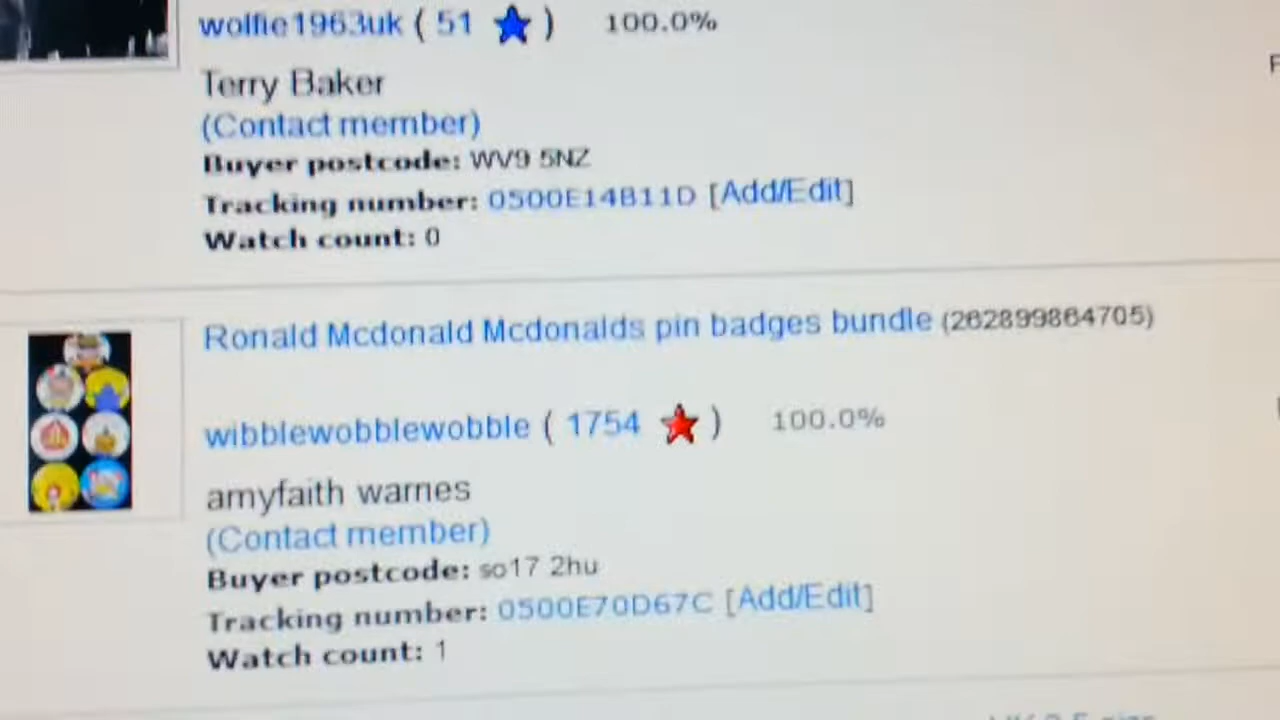 wolfie1963uk ( 51 ) 100.0%
Terry Baker
(Contact member)
Buyer postcode: WV9 5NZ
Tracking number: 0500E14B11D [Add/Edit]
Watch count: 0
Ronald Mcdonald Mcdonalds pin badges bundle (262899864705)
wibblewobblewobble ( 1754 ) 100.0%
amyfaith warnes
(Contact member)
Buyer postcode: so17 2hu
Tracking number: 0500E70D67C [Add/Edit]
Watch count: 1